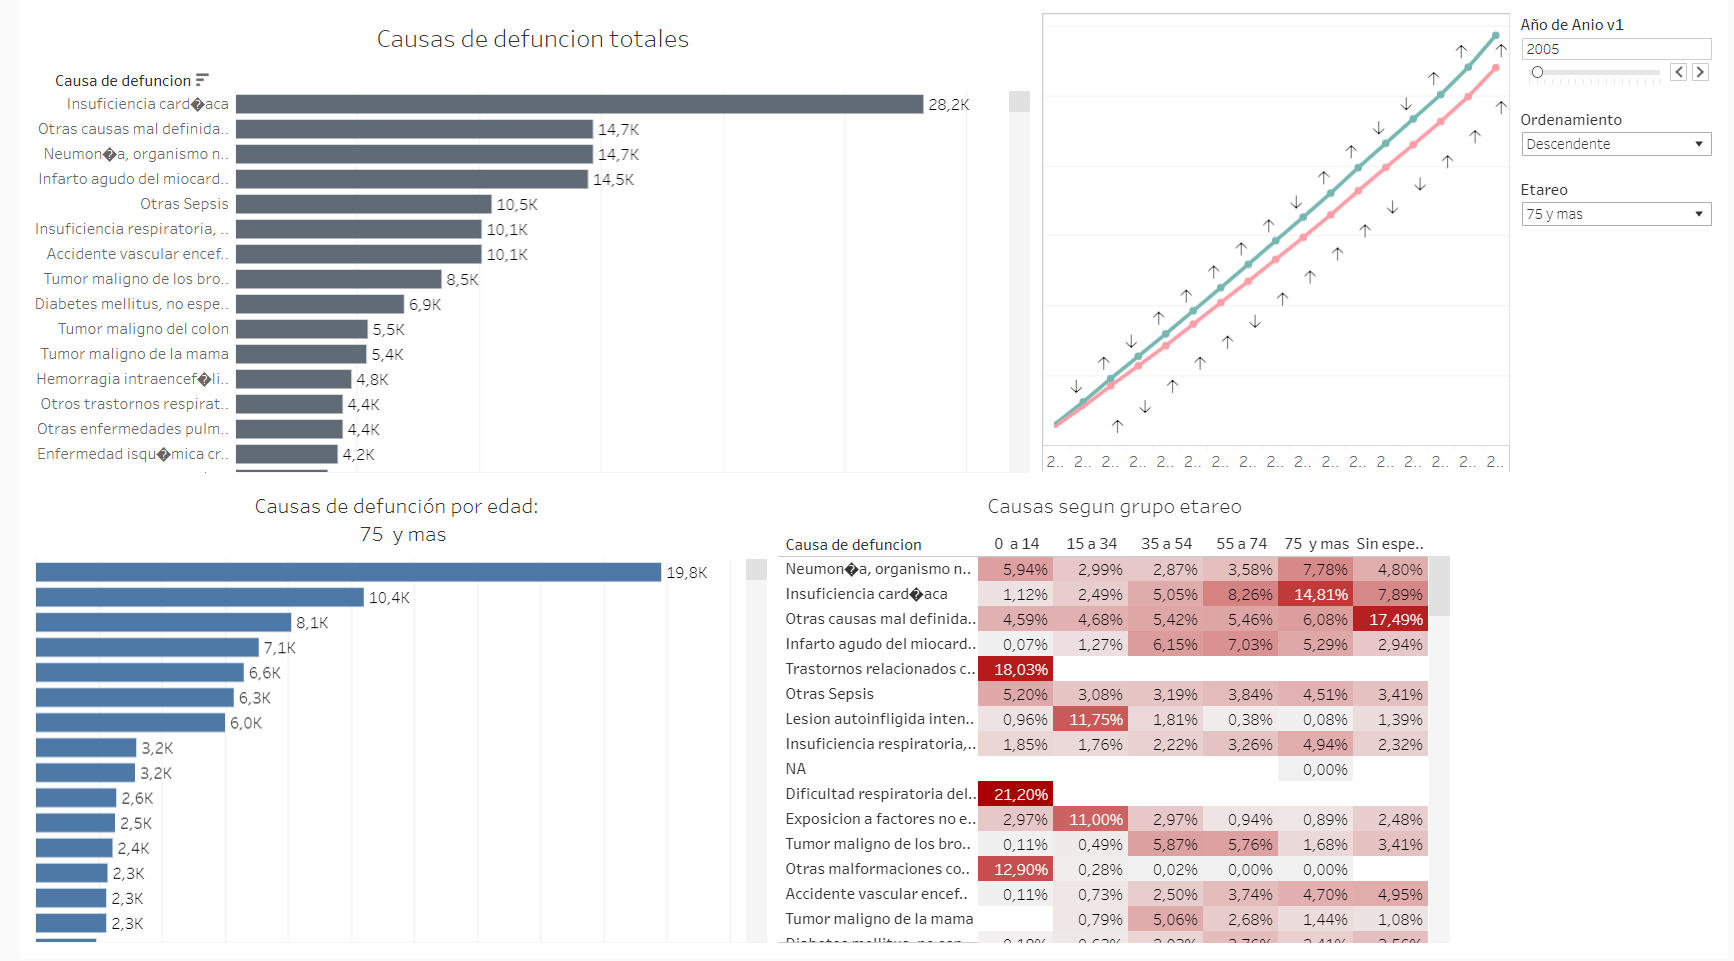 Causas de defuncion totales
Causa de defuncion
Insuficiencia card�aca 28,2K
Otras causas mal definida.. 14,7K
Neumon�a, organismo n.. 14,7K
Infarto agudo del miocard.. 14,5K
Otras Sepsis 10,5K
Insuficiencia respiratoria, .. 10,1K
Accidente vascular encef.. 10,1K
Tumor maligno de los bro.. 8,5K
Diabetes mellitus, no espe.. 6,9K
Tumor maligno del colon 5,5K
Tumor maligno de la mama 5,4K
Hemorragia intraencef�li.. 4,8K
Otros trastornos respirat.. 4,4K
Otras enfermedades pulm.. 4,4K
Enfermedad isqu�mica cr.. 4,2K
2.. 2.. 2.. 2.. 2.. 2.. 2.. 2.. 2.. 2.. 2.. 2.. 2.. 2.. 2.. 2.. 2..
Año de Anio v1
2005
Ordenamiento
Descendente
Etareo
75 y mas
Causas de defunción por edad:
75 y mas
19,8K
10,4K
8,1K
7,1K
6,6K
6,3K
6,0K
3,2K
3,2K
2,6K
2,5K
2,4K
2,3K
2,3K
2,3K
Causas segun grupo etareo
Causa de defuncion 0 a 14 15 a 34 35 a 54 55 a 74 75 y mas Sin espe..
Neumon�a, organismo n.. 5,94% 2,99% 2,87% 3,58% 7,78% 4,80%
Insuficiencia card�aca 1,12% 2,49% 5,05% 8,26% 14,81% 7,89%
Otras causas mal definida.. 4,59% 4,68% 5,42% 5,46% 6,08% 17,49%
Infarto agudo del miocard.. 0,07% 1,27% 6,15% 7,03% 5,29% 2,94%
Trastornos relacionados c.. 18,03%
Otras Sepsis 5,20% 3,08% 3,19% 3,84% 4,51% 3,41%
Lesion autoinfligida inten.. 0,96% 11,75% 1,81% 0,38% 0,08% 1,39%
Insuficiencia respiratoria,.. 1,85% 1,76% 2,22% 3,26% 4,94% 2,32%
NA 0,00%
Dificultad respiratoria del.. 21,20%
Exposicion a factores no e.. 2,97% 11,00% 2,97% 0,94% 0,89% 2,48%
Tumor maligno de los bro.. 0,11% 0,49% 5,87% 5,76% 1,68% 3,41%
Otras malformaciones co.. 12,90% 0,28% 0,02% 0,00% 0,00%
Accidente vascular encef.. 0,11% 0,73% 2,50% 3,74% 4,70% 4,95%
Tumor maligno de la mama 0,79% 5,06% 2,68% 1,44% 1,08%